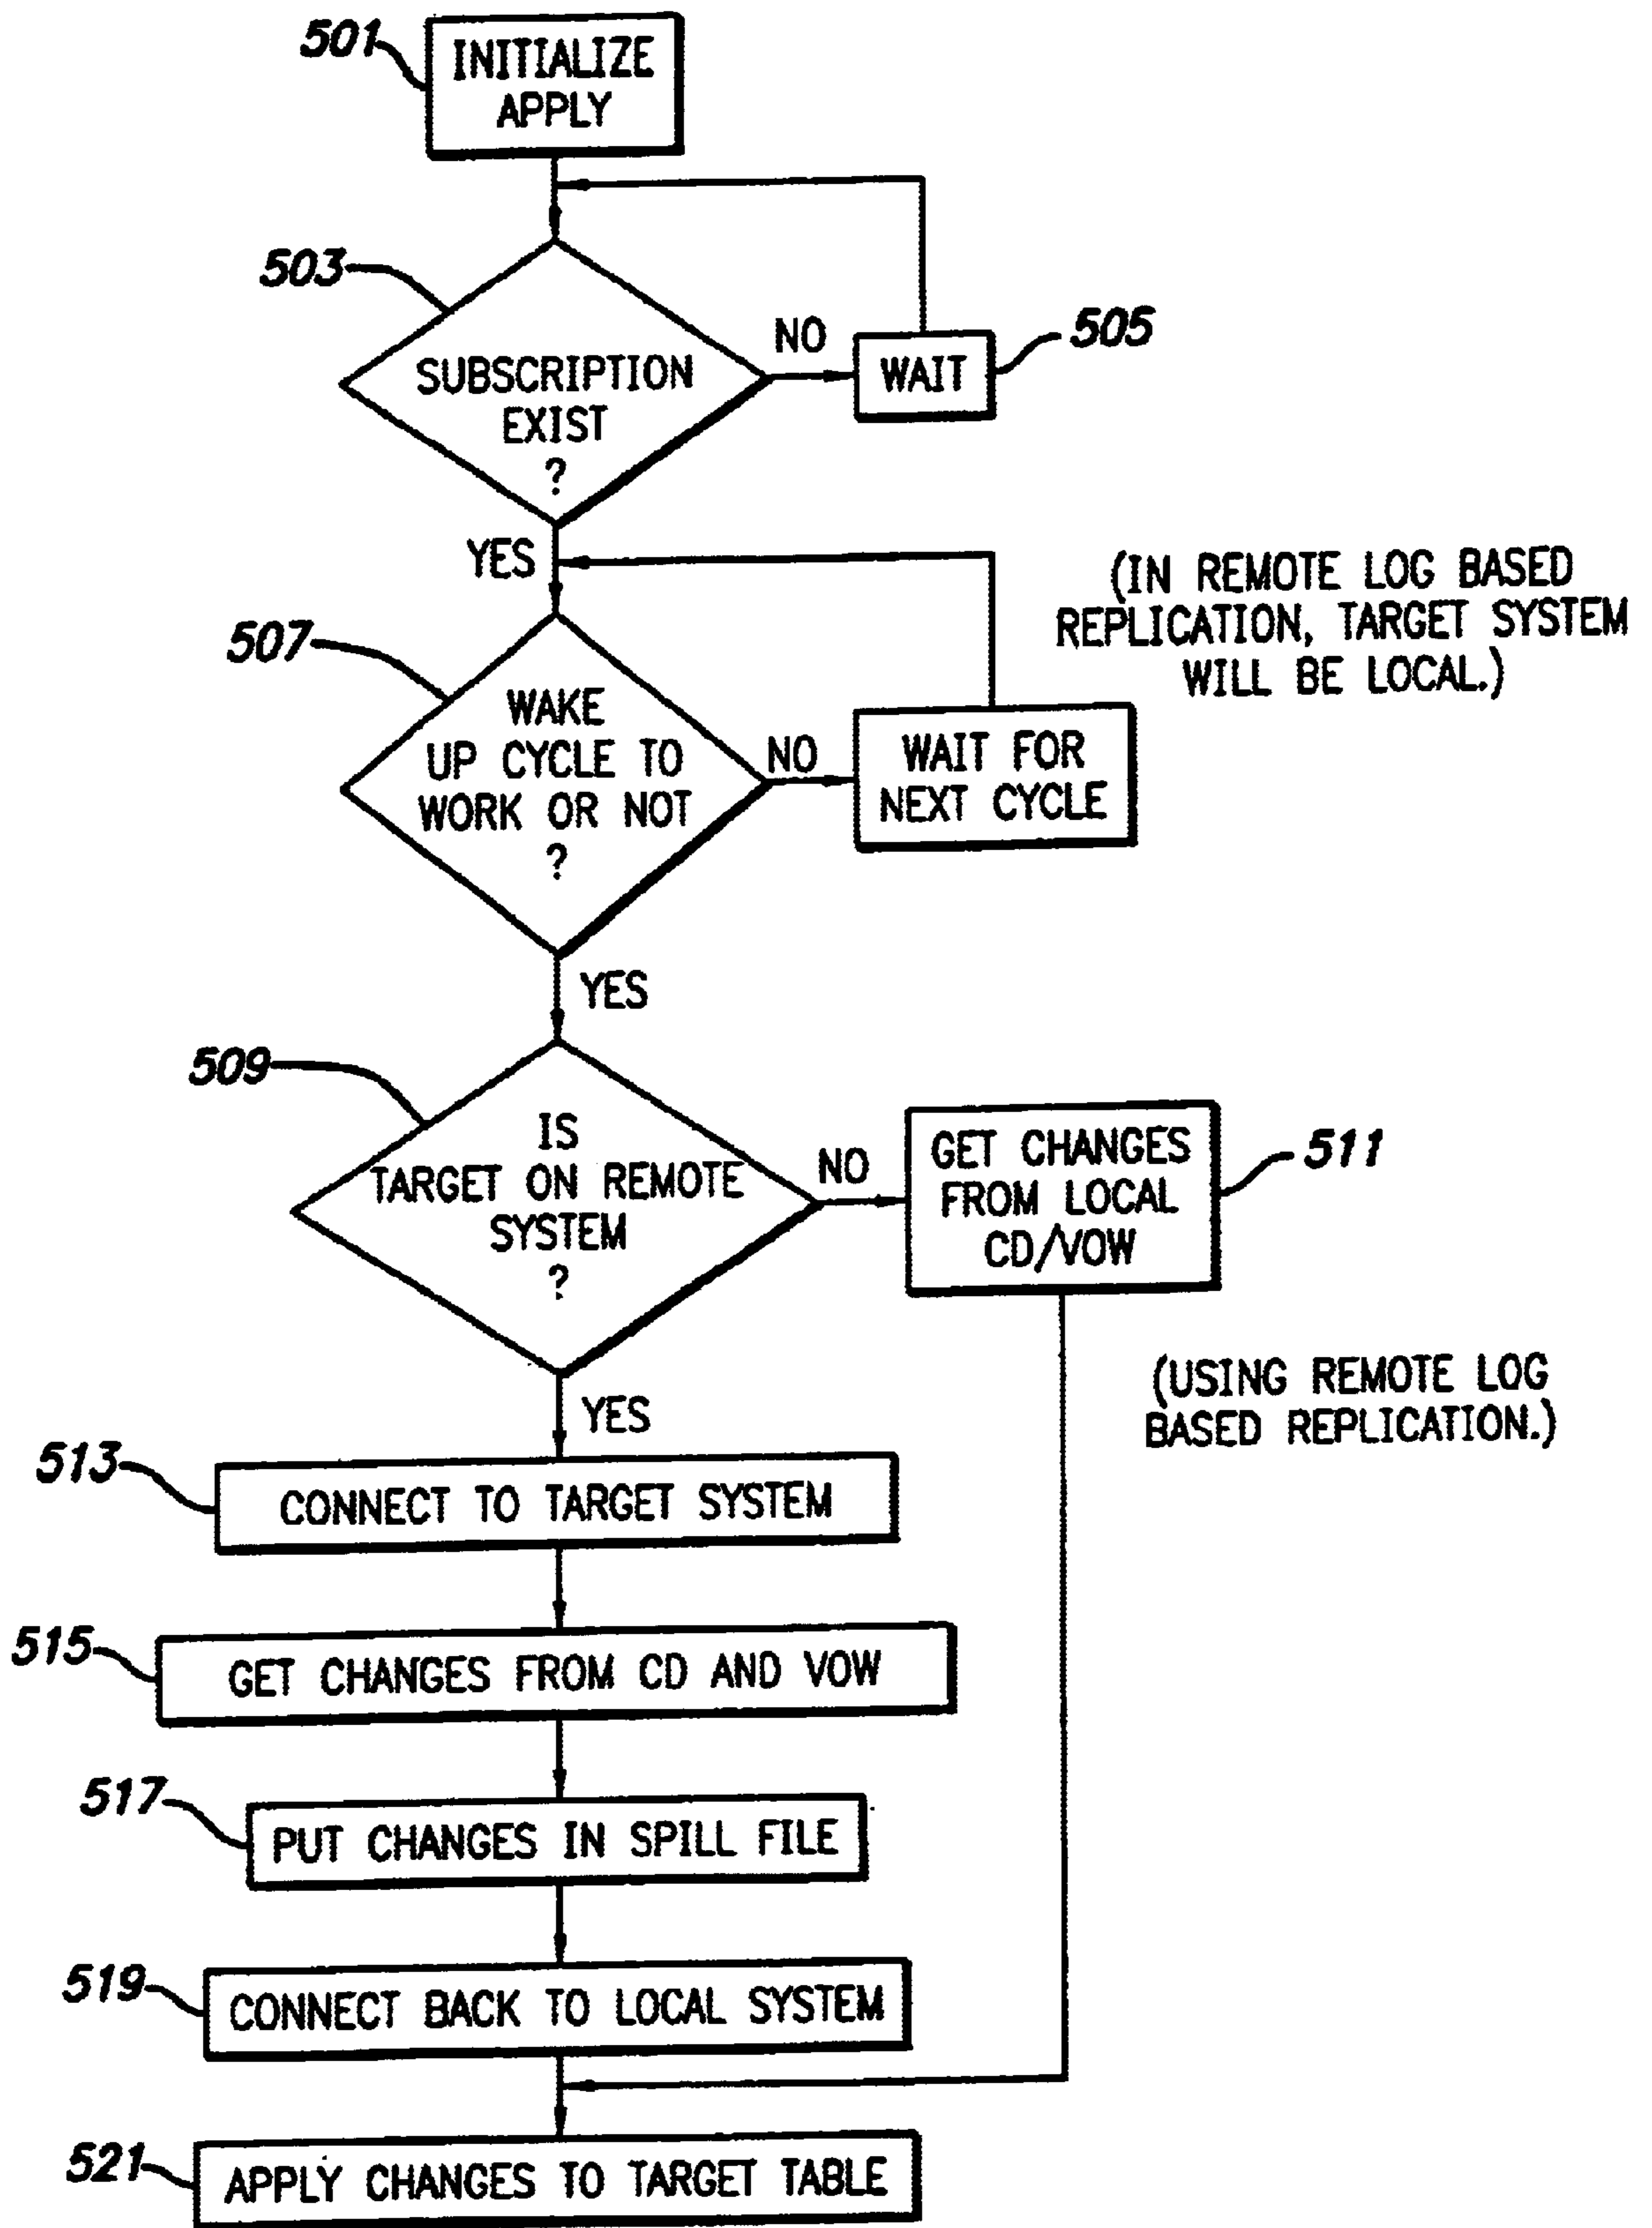 501
INITIALIZE
APPLY
503
SUBSCRIPTION
EXIST
?
NO
WAIT
505
YES
(IN REMOTE LOG BASED
REPLICATION, TARGET SYSTEM
WILL BE LOCAL.)
507
WAKE
UP CYCLE TO
WORK OR NOT
?
NO
WAIT FOR
NEXT CYCLE
YES
509
IS
TARGET ON REMOTE
SYSTEM
?
NO
GET CHANGES
FROM LOCAL
CD/VOW
511
(USING REMOTE LOG
BASED REPLICATION.)
YES
513
CONNECT TO TARGET SYSTEM
515
GET CHANGES FROM CD AND VOW
517
PUT CHANGES IN SPILL FILE
519
CONNECT BACK TO LOCAL SYSTEM
521
APPLY CHANGES TO TARGET TABLE